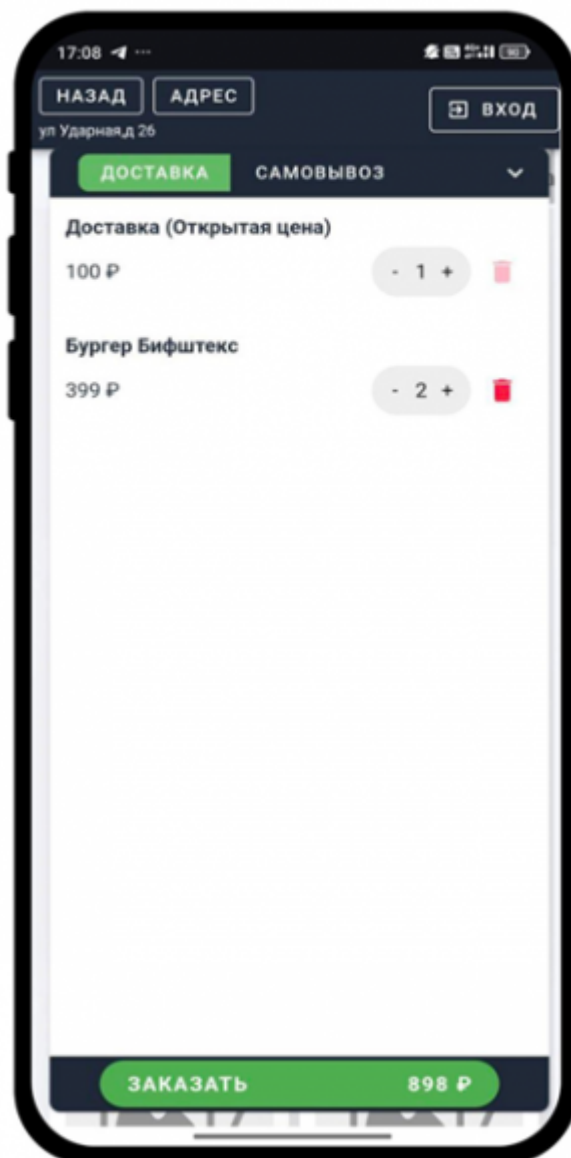 17:08
НАЗАД АДРЕС
ВХОД
ул Ударная,д 26
ДОСТАВКА САМОВЫВОЗ
Доставка (Открытая цена)
100 ₽ - 1 +
Бургер Бифштекс
399 ₽ - 2 +
ЗАКАЗАТЬ 898 ₽